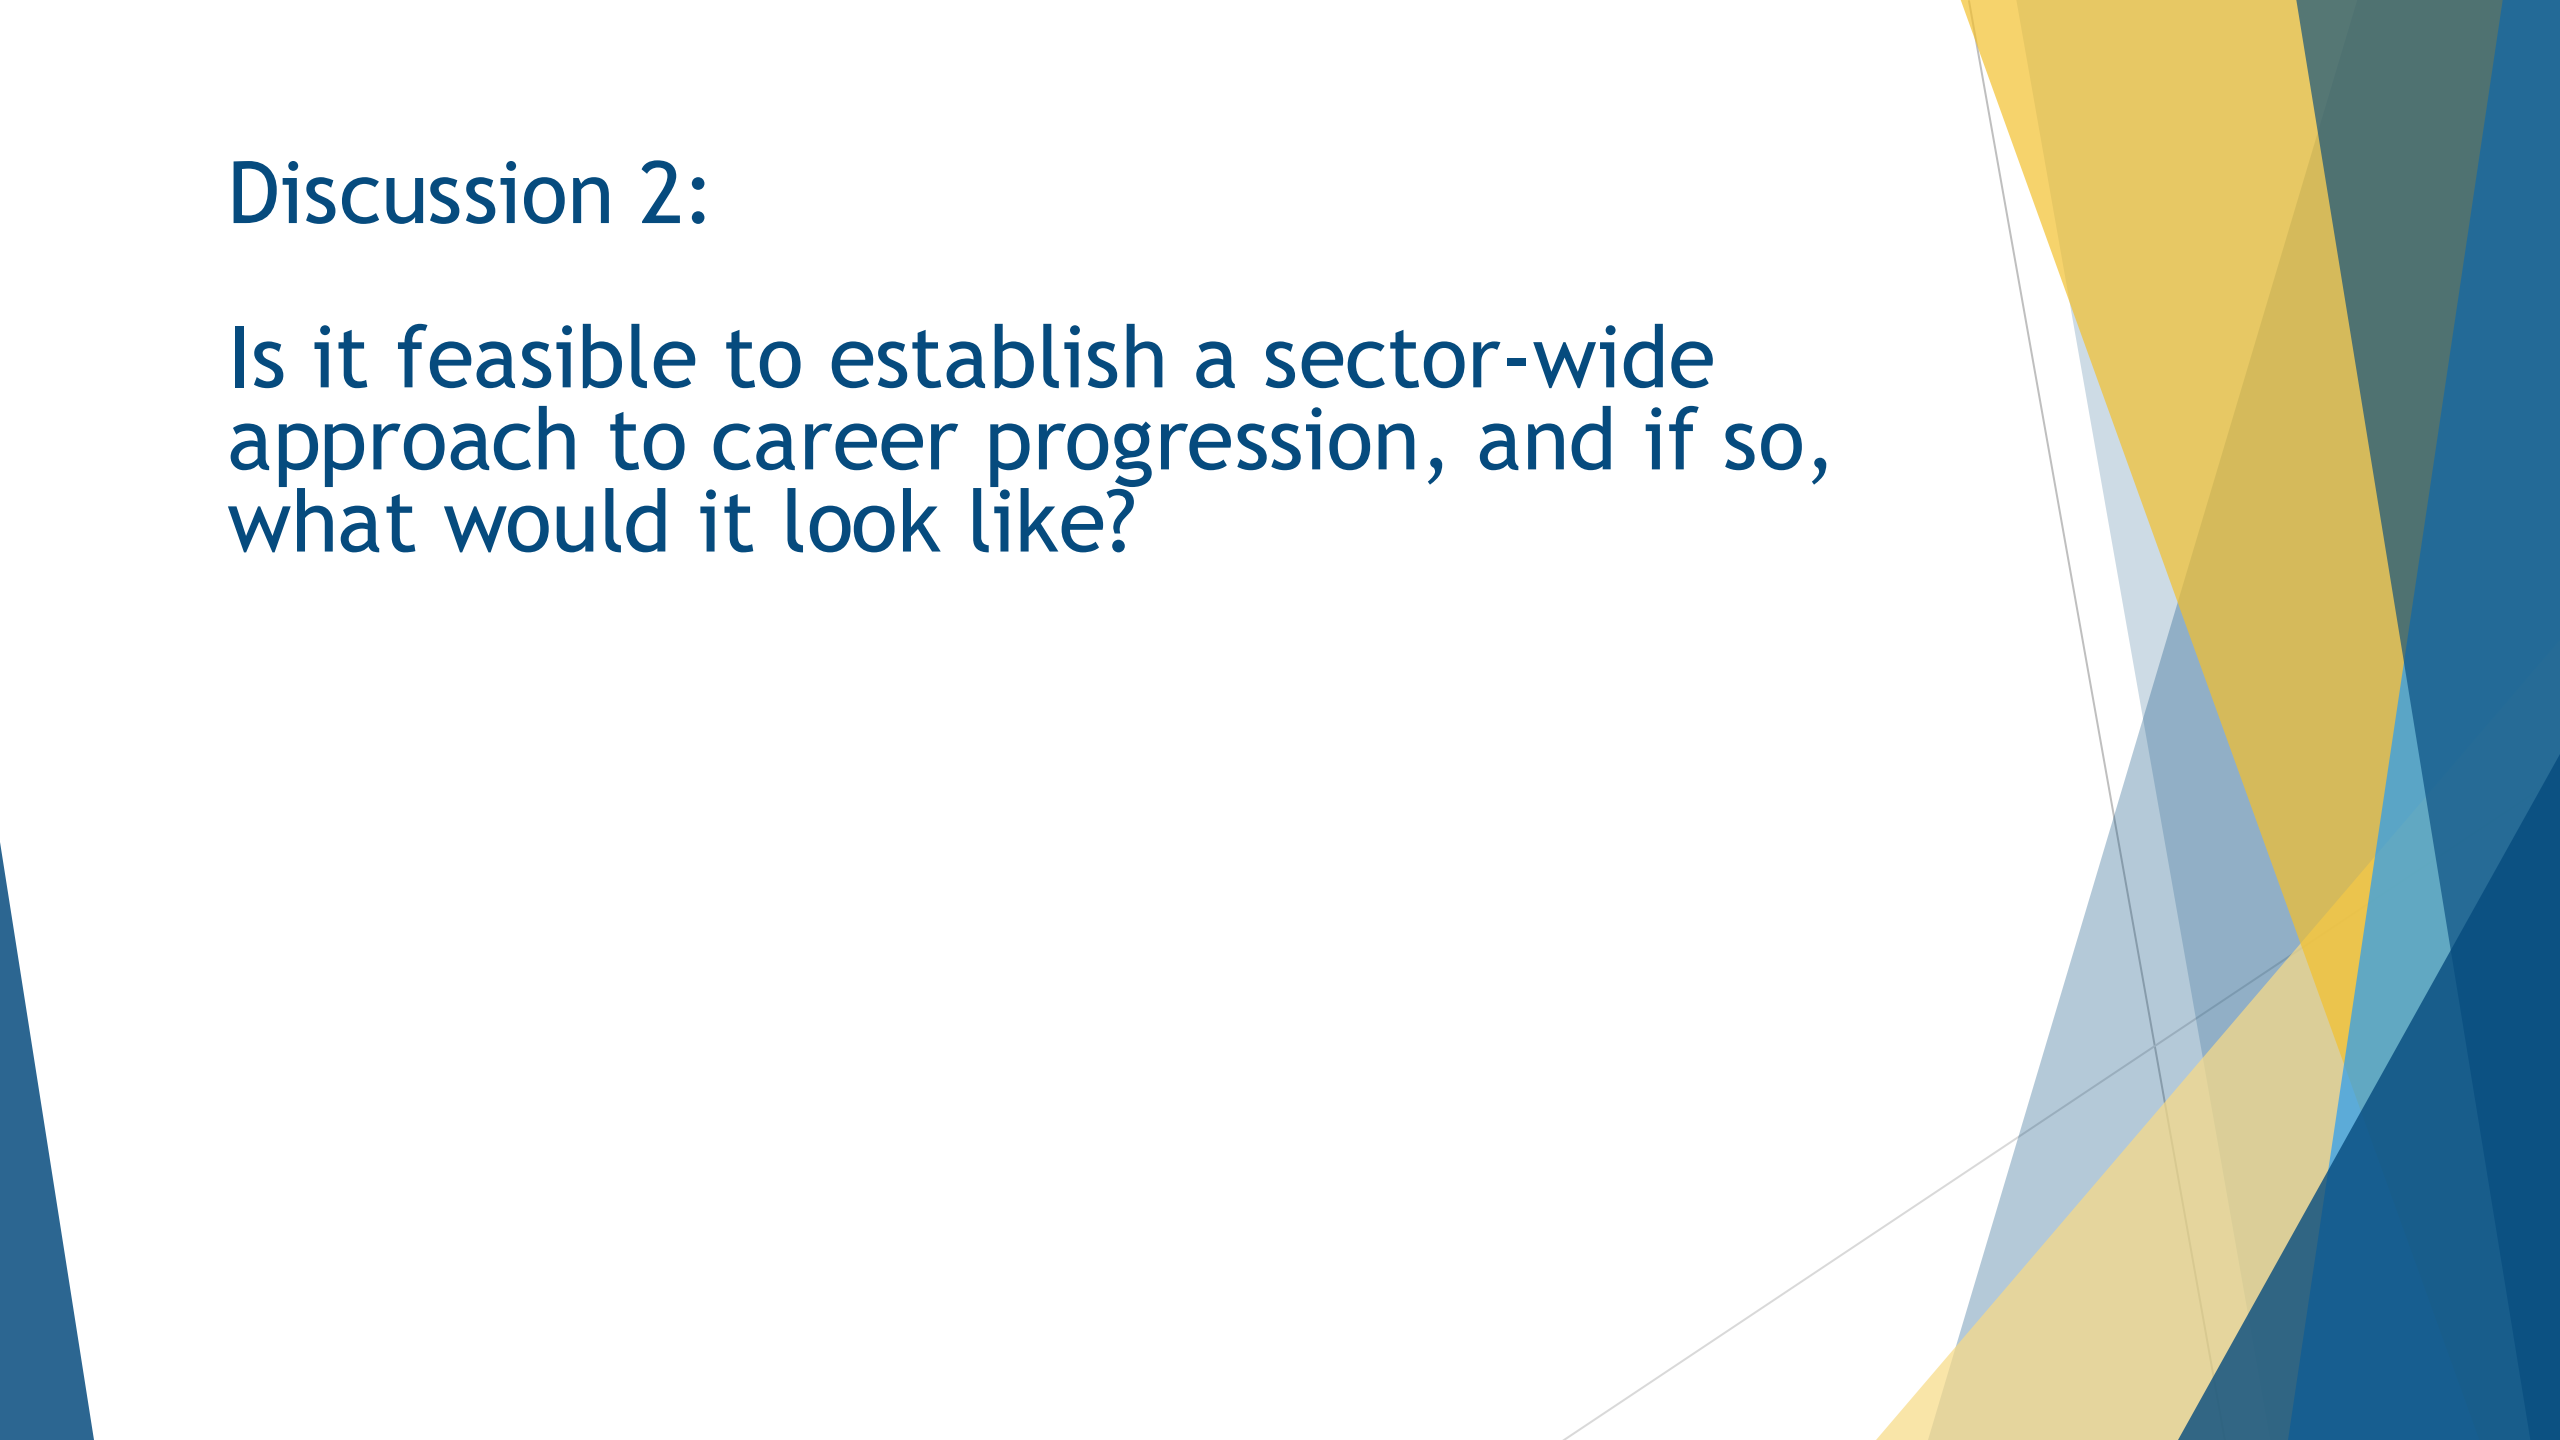 Discussion 2:
Is it feasible to establish a sector-wide
approach to career progression, and if so,
what would it look like?